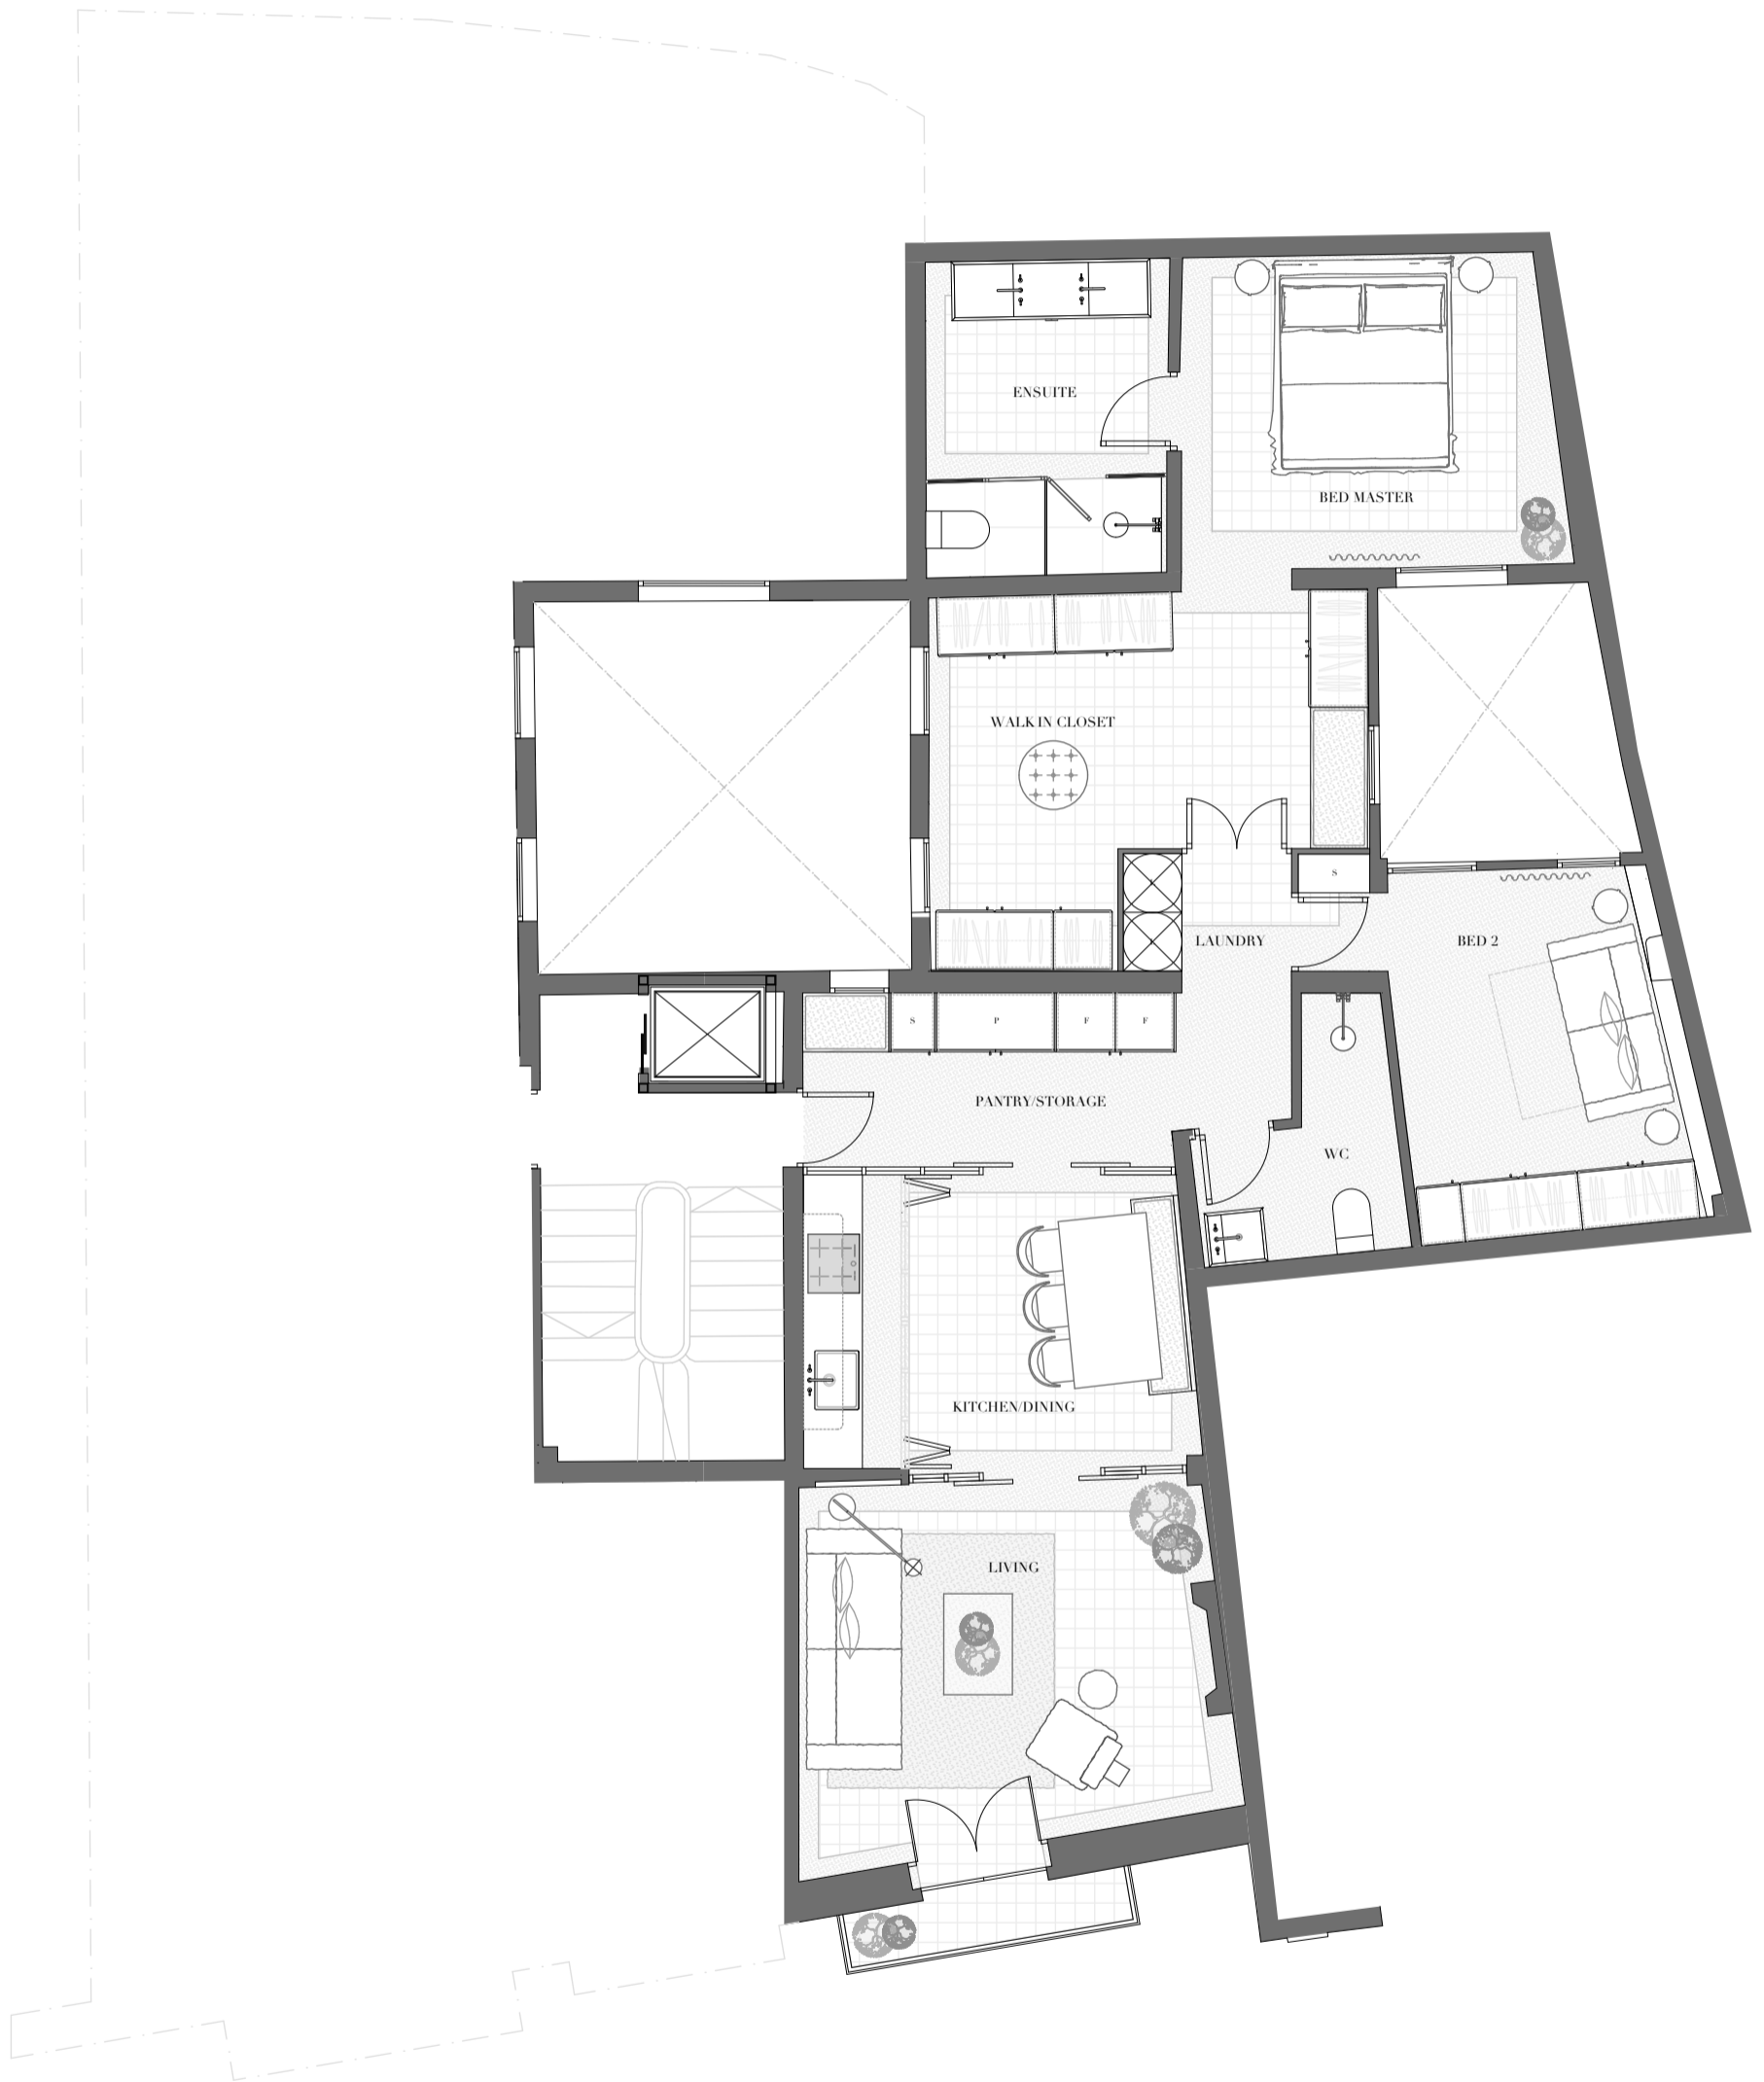 ENSUITE
BED MASTER
WALK IN CLOSET
S
LAUNDRY
BED 2
S
P
F
F
PANTRY/STORAGE
WC
KITCHEN/DINING
LIVING